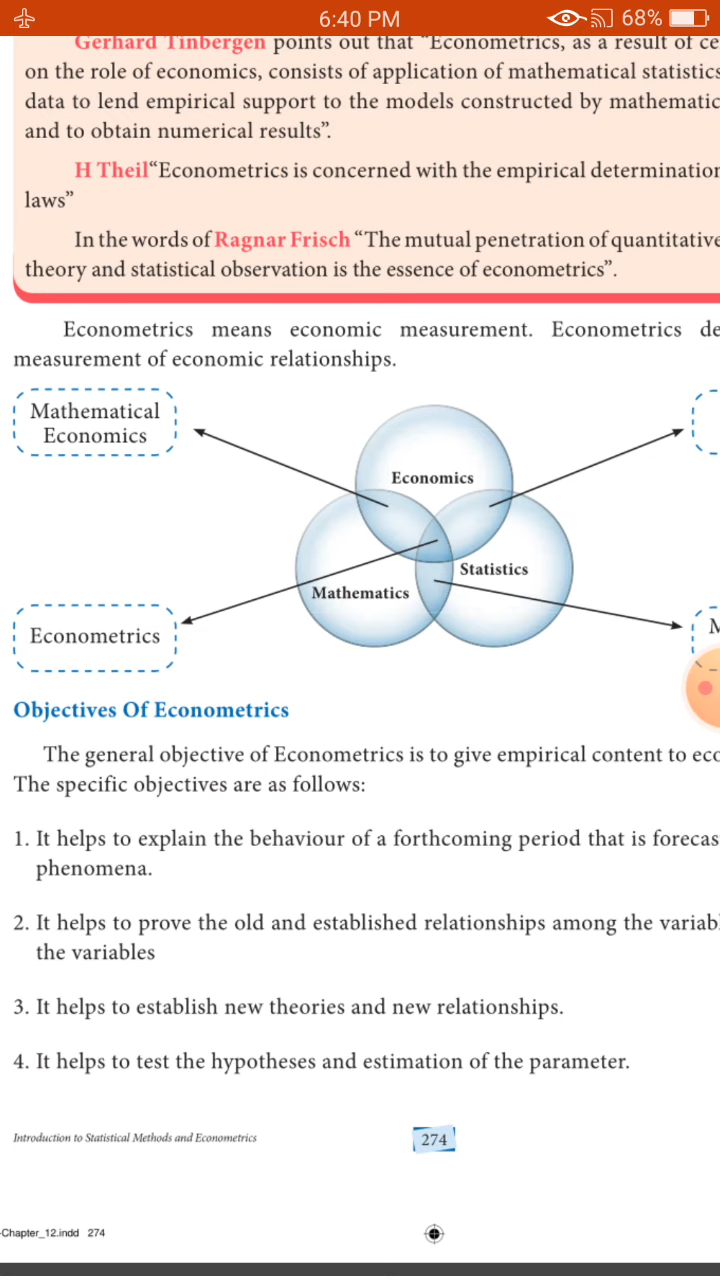 6:40 PM
68%
Gerhard Tinbergen points out that "Econometrics, as a result of ce
on the role of economics, consists of application of mathematical statistics
data to lend empirical support to the models constructed by mathematic
and to obtain numerical results”.
H Theil“Econometrics is concerned with the empirical determination
laws”
In the words of Ragnar Frisch “The mutual penetration of quantitative
theory and statistical observation is the essence of econometrics”.
Econometrics means economic measurement. Econometrics de
measurement of economic relationships.
Mathematical
Economics
Economics
Statistics
Mathematics
Econometrics
M
Objectives Of Econometrics
The general objective of Econometrics is to give empirical content to eco
The specific objectives are as follows:
1. It helps to explain the behaviour of a forthcoming period that is forecas
phenomena.
2. It helps to prove the old and established relationships among the variab
the variables
3. It helps to establish new theories and new relationships.
4. It helps to test the hypotheses and estimation of the parameter.
Introduction to Statistical Methods and Econometrics
274
-Chapter_12.indd 274